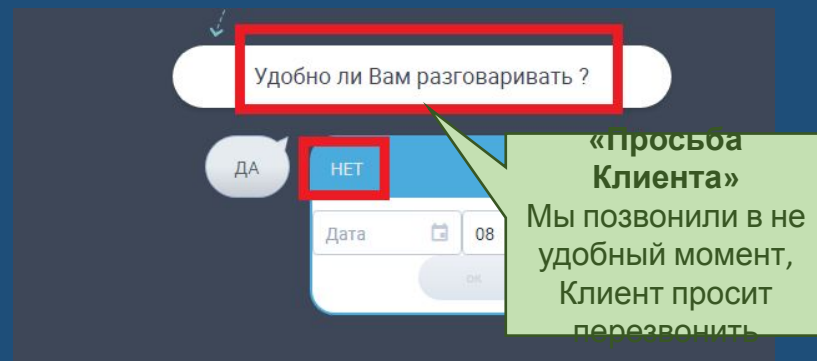 Удобно ли Вам разговаривать ?
ДА
НЕТ
Дата
08
ок
«Просьба
Клиента»
Мы позвонили в не
удобный момент,
Клиент просит
перезвонить